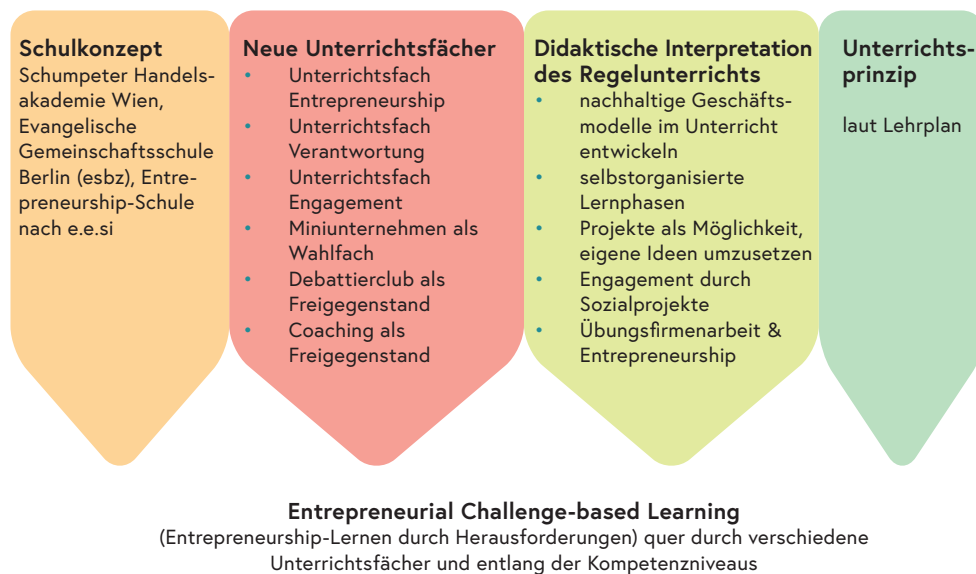 Schulkonzept
Schumpeter Handels-
akademie Wien,
Evangelische
Gemeinschaftsschule
Berlin (esbz), Entre-
preneurship-Schule
nach e.e.si
Neue Unterrichtsfächer
• Unterrichtsfach
Entrepreneurship
• Unterrichtsfach
Verantwortung
• Unterrichtsfach
Engagement
• Miniunternehmen als
Wahlfach
• Debattierclub als
Freigegenstand
• Coaching als
Freigegenstand
Didaktische Interpretation
des Regelunterrichts
• nachhaltige Geschäfts-
modelle im Unterricht
entwickeln
• selbstorganisierte
Lernphasen
• Projekte als Möglichkeit,
eigene Ideen umzusetzen
• Engagement durch
Sozialprojekte
• Übungsfirmenarbeit &
Entrepreneurship
Unterrichts-
prinzip
laut Lehrplan
Entrepreneurial Challenge-based Learning
(Entrepreneurship-Lernen durch Herausforderungen) quer durch verschiedene
Unterrichtsfächer und entlang der Kompetenzniveaus